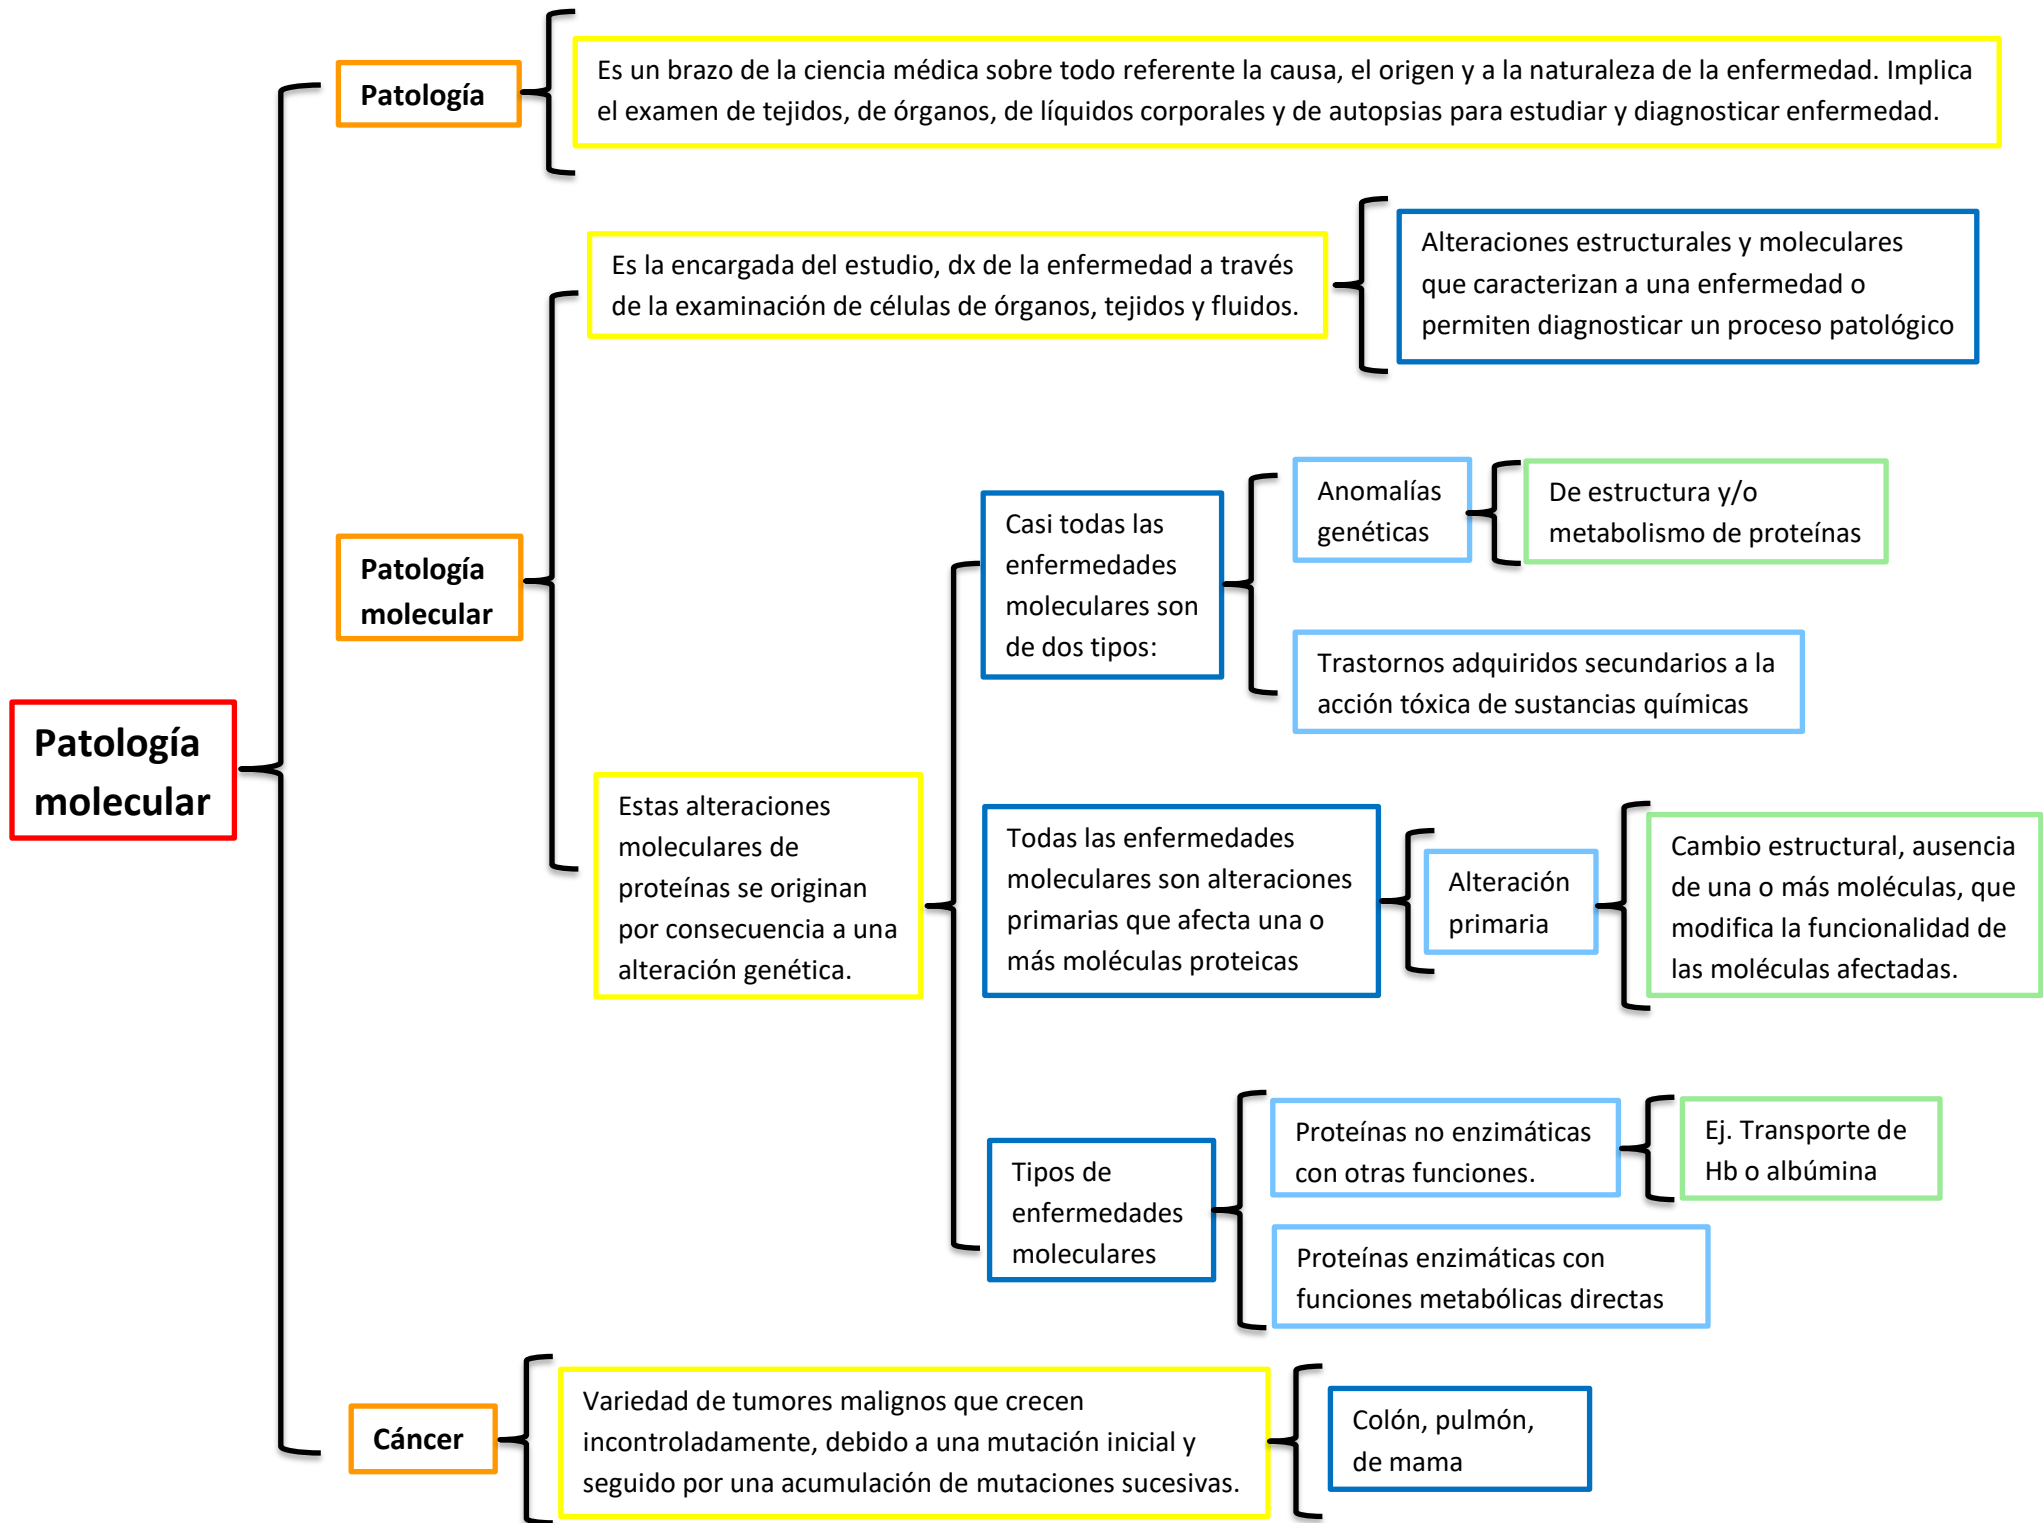 Patología
molecular
Patología
Es un brazo de la ciencia médica sobre todo referente la causa, el origen y a la naturaleza de la enfermedad. Implica
el examen de tejidos, de órganos, de líquidos corporales y de autopsias para estudiar y diagnosticar enfermedad.
Patología
molecular
Es la encargada del estudio, dx de la enfermedad a través
de la examinación de células de órganos, tejidos y fluidos.
Alteraciones estructurales y moleculares
que caracterizan a una enfermedad o
permiten diagnosticar un proceso patológico
Estas alteraciones
moleculares de
proteínas se originan
por consecuencia a una
alteración genética.
Casi todas las
enfermedades
moleculares son
de dos tipos:
Anomalías
genéticas
De estructura y/o
metabolismo de proteínas
Trastornos adquiridos secundarios a la
acción tóxica de sustancias químicas
Todas las enfermedades
moleculares son alteraciones
primarias que afecta una o
más moléculas proteicas
Alteración
primaria
Cambio estructural, ausencia
de una o más moléculas, que
modifica la funcionalidad de
las moléculas afectadas.
Tipos de
enfermedades
moleculares
Proteínas no enzimáticas
con otras funciones.
Ej. Transporte de
Hb o albúmina
Proteínas enzimáticas con
funciones metabólicas directas
Cáncer
Variedad de tumores malignos que crecen
incontroladamente, debido a una mutación inicial y
seguido por una acumulación de mutaciones sucesivas.
Colón, pulmón,
de mama